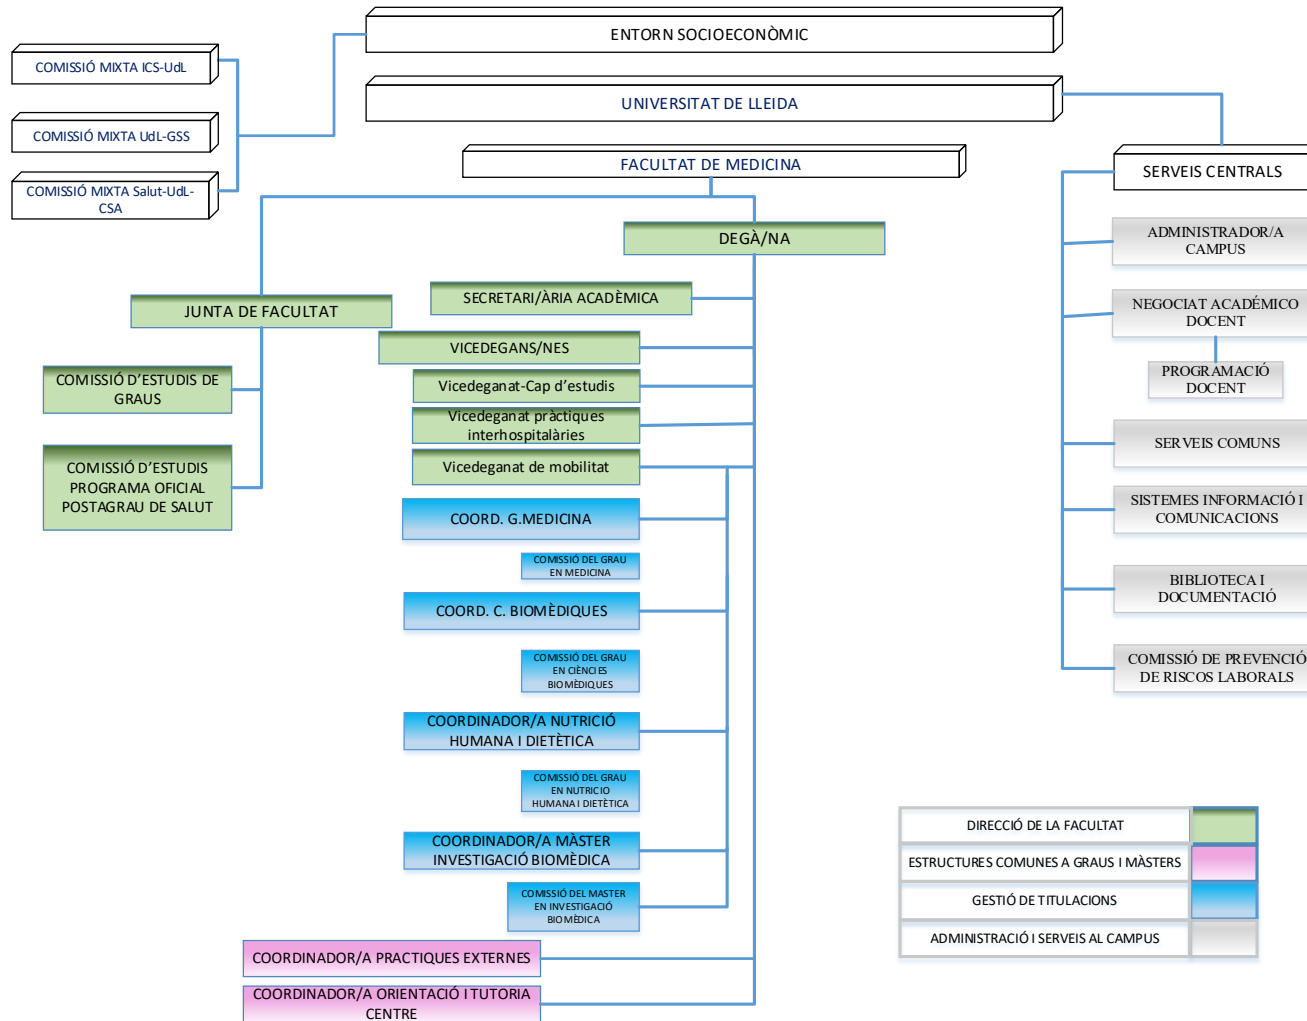 ENTORN SOCIOECONÒMIC
COMISSIÓ MIXTA ICS-UdL
UNIVERSITAT DE LLEIDA
COMISSIÓ MIXTA UdL-GSS
FACULTAT DE MEDICINA
SERVEIS CENTRALS
COMISSIÓ MIXTA Salut-UdL-
CSA
DEGÀ/NA
ADMINISTRADOR/A
CAMPUS
SECRETARI/ÀRIA ACADÈMICA
JUNTA DE FACULTAT
NEGOCIAT ACADÉMICO
DOCENT
VICEDEGANS/NES
PROGRAMACIÓ
DOCENT
COMISSIÓ D'ESTUDIS DE
GRAUS
Vicedeganat-Cap d'estudis
Vicedeganat pràctiques
interhospitalàries
SERVEIS COMUNS
Vicedeganat de mobilitat
COMISSIÓ D'ESTUDIS
PROGRAMA OFICIAL
POSTAGRAU DE SALUT
SISTEMES INFORMACIÓ I
COMUNICACIONS
COORD. G.MEDICINA
COMISSIÓ DEL GRAU
EN MEDICINA
BIBLIOTECA I
DOCUMENTACIÓ
COORD. C. BIOMÈDIQUES
COMISSIÓ DEL GRAU
EN CIÈNCIES
BIOMÈDIQUES
COMISSIÓ DE PREVENCIÓ
DE RISCOS LABORALS
COORDINADOR/A NUTRICIÓ
HUMANA I DIETÈTICA
COMISSIÓ DEL GRAU
EN NUTRICIO
HUMANA I DIETÈTICA
COORDINADOR/A MÀSTER
INVESTIGACIÓ BIOMÈDICA
COMISSIÓ DEL MASTER
EN INVESTIGACIÓ
BIOMÈDICA
COORDINADOR/A PRACTIQUES EXTERNES
COORDINADOR/A ORIENTACIÓ I TUTORIA
CENTRE
DIRECCIÓ DE LA FACULTAT
ESTRUCTURES COMUNES A GRAUS I MÀSTERS
GESTIÓ DE TITULACIONS
ADMINISTRACIÓ I SERVEIS AL CAMPUS